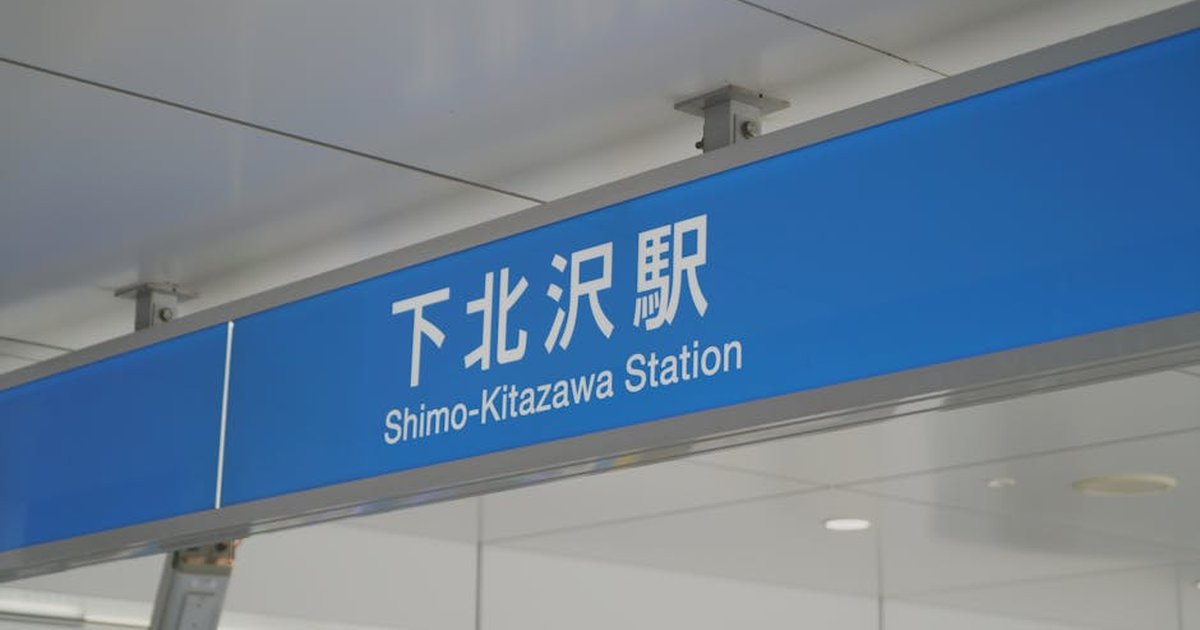 下北沢駅
Shimo-Kitazawa Station